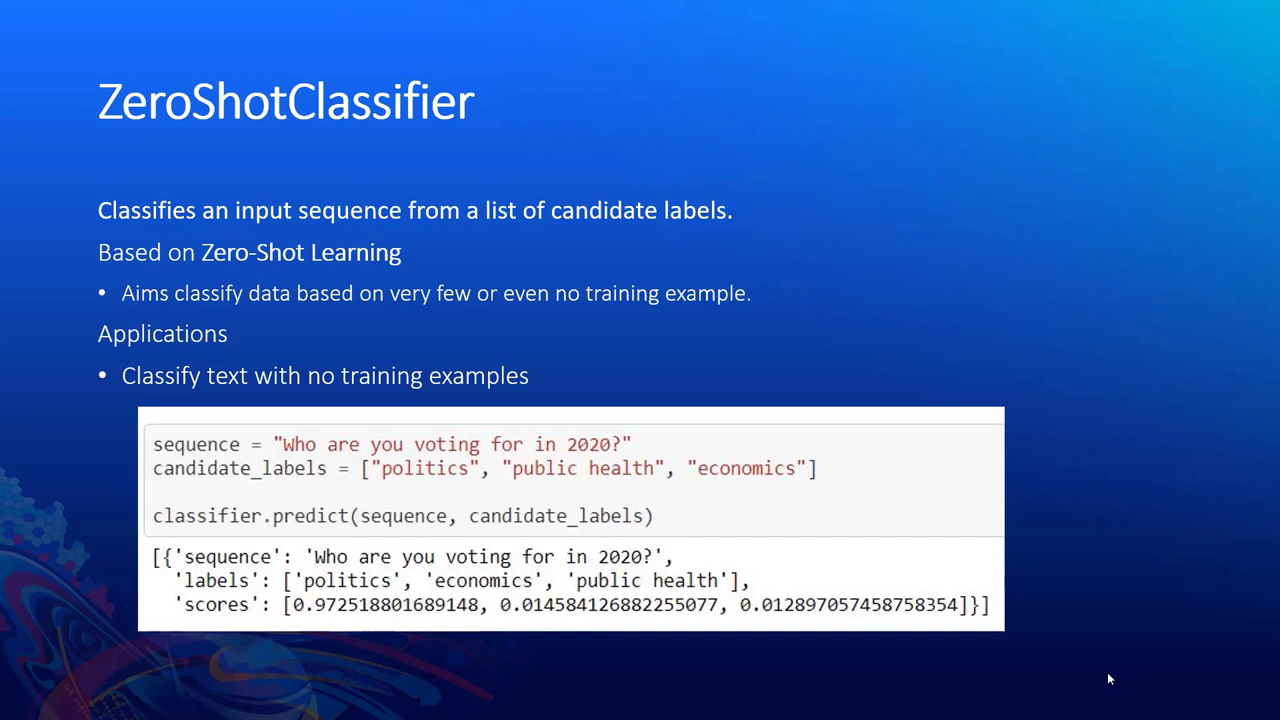 ZeroShotClassifier
Classifies an input sequence from a list of candidate labels.
Based on Zero-Shot Learning
• Aims classify data based on very few or even no training example.
Applications
• Classify text with no training examples
sequence = "Who are you voting for in 2020?"
candidate_labels = ["politics", "public health", "economics"]
classifier.predict(sequence, candidate_labels)
[{'sequence': 'Who are you voting for in 2020?',
'labels': ['politics', 'economics', 'public health'],
'scores': [0.972518801689148, 0.014584126882255077, 0.012897057458758354]}]